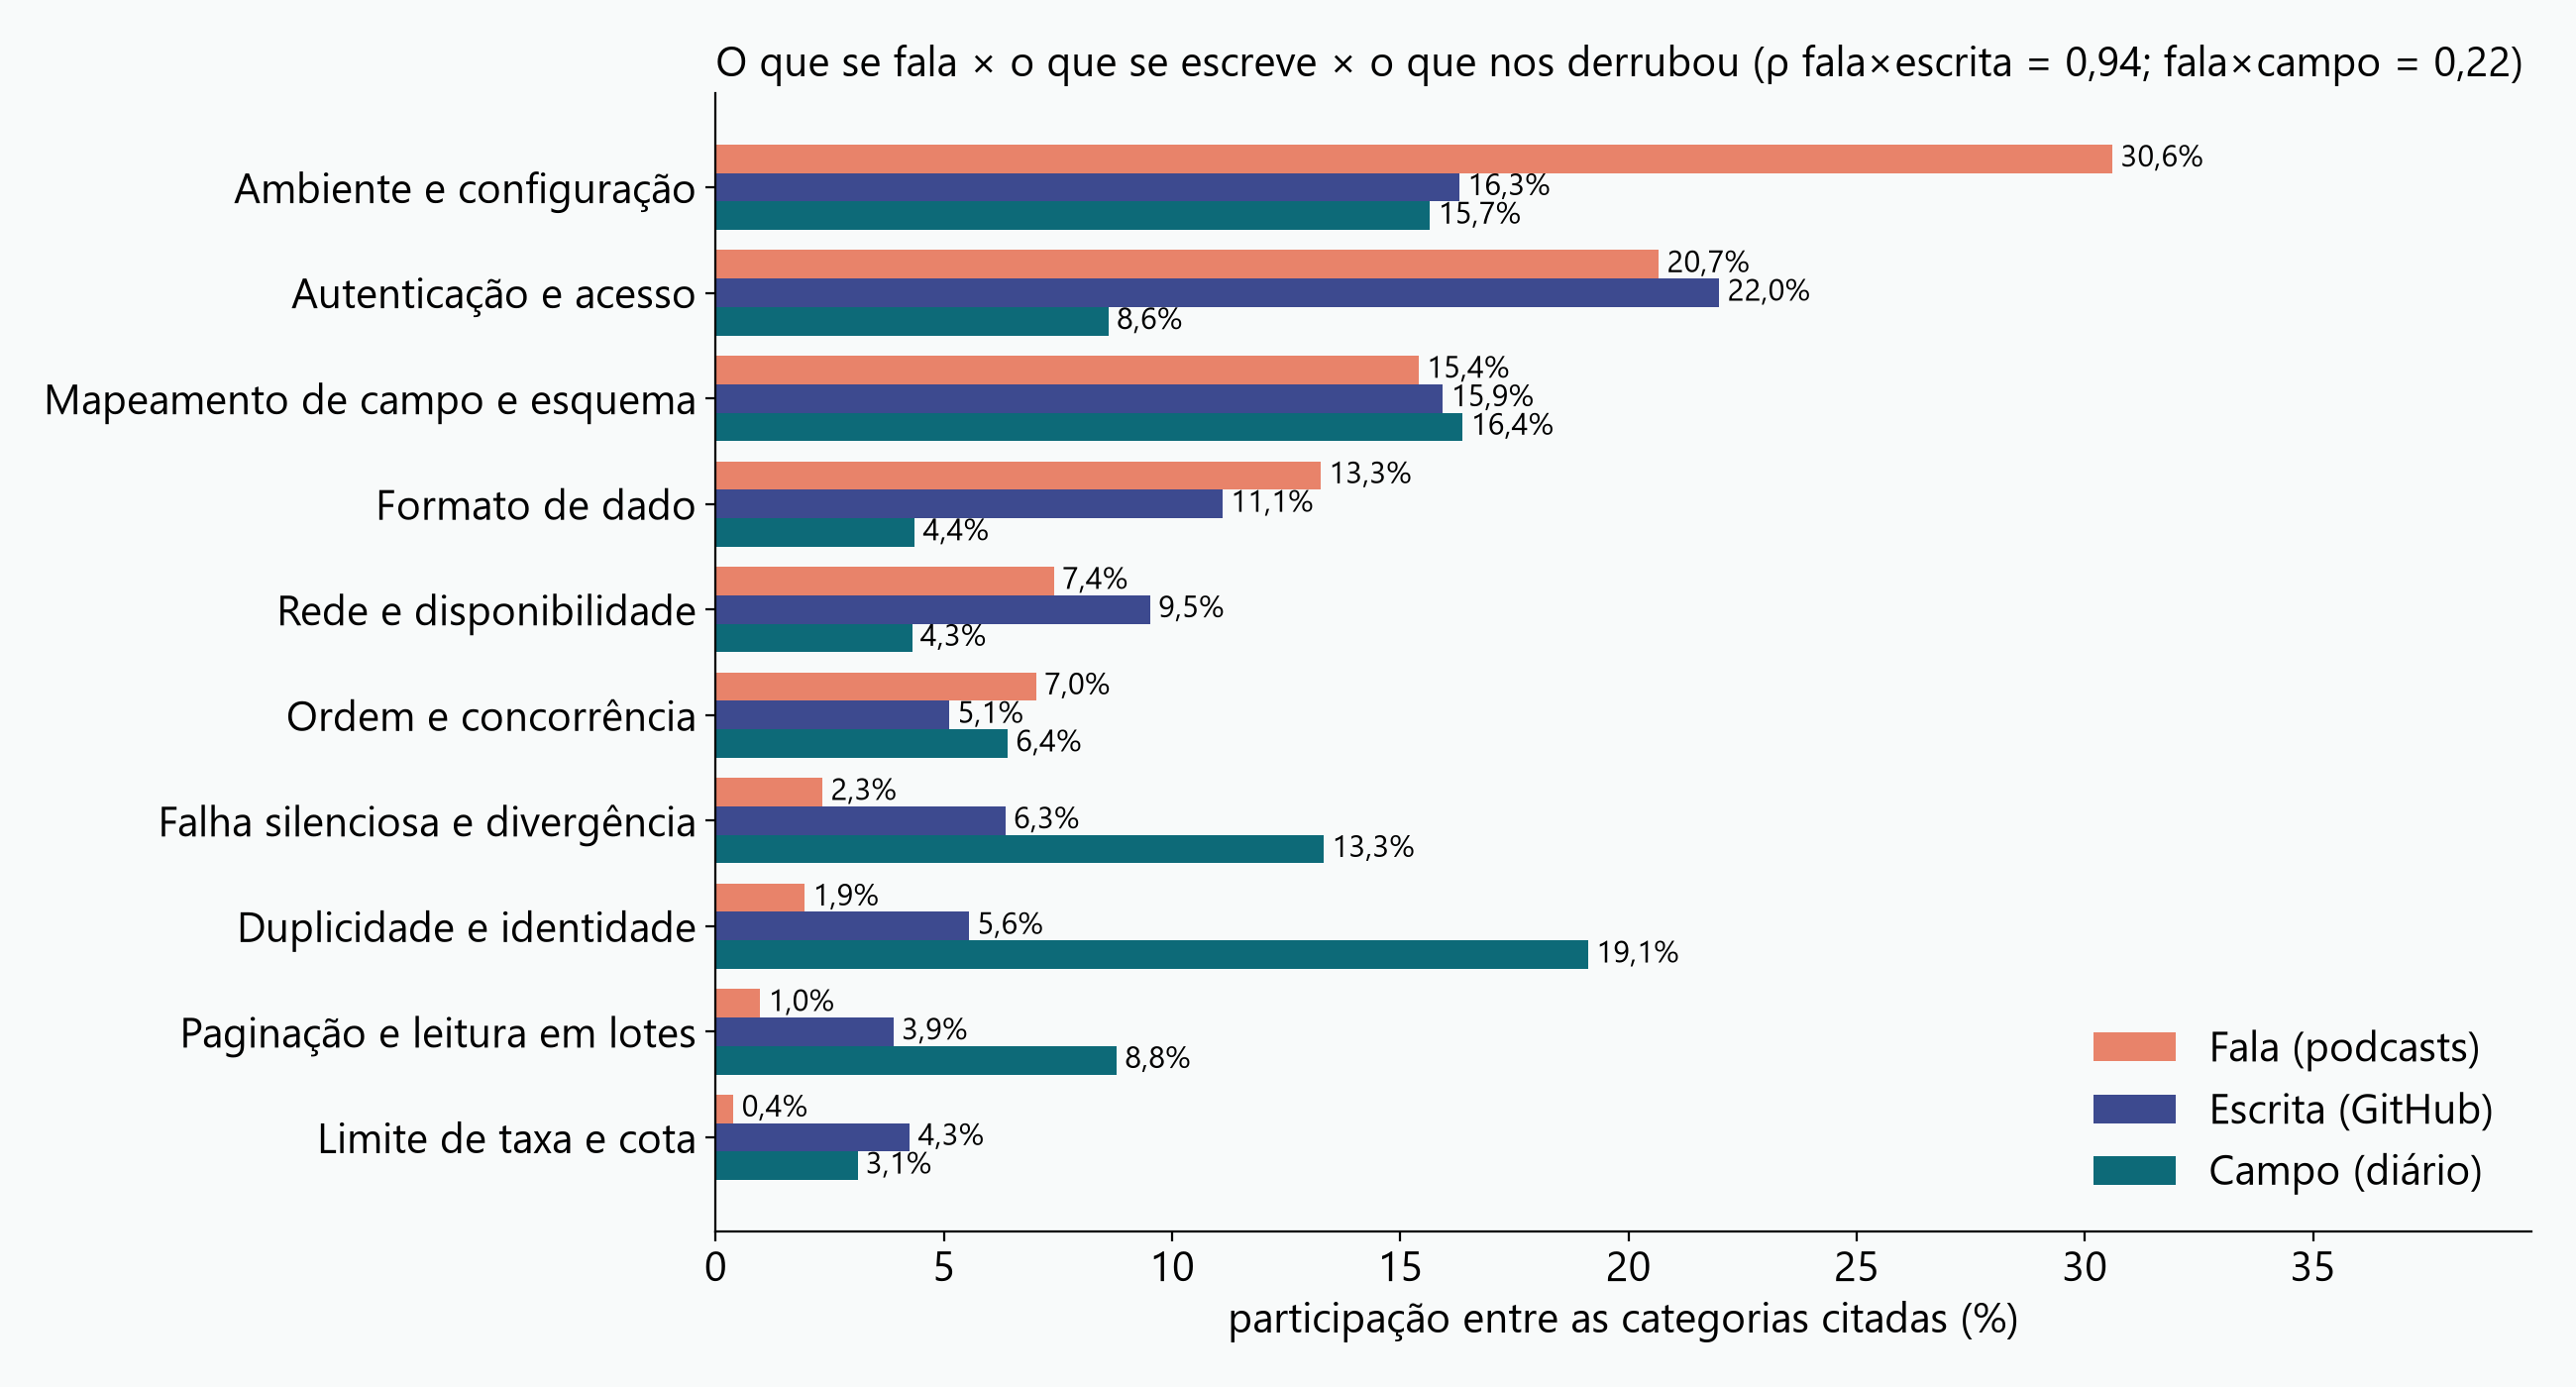 O que se fala × o que se escreve × o que nos derrubou (ρ fala×escrita = 0,94; fala×campo = 0,22)
Ambiente e configuração
30,6%
16,3%
15,7%
Autenticação e acesso
20,7%
22,0%
8,6%
Mapeamento de campo e esquema
15,4%
15,9%
16,4%
Formato de dado
13,3%
11,1%
4,4%
Rede e disponibilidade
7,4%
9,5%
4,3%
Ordem e concorrência
7,0%
5,1%
6,4%
Falha silenciosa e divergência
2,3%
6,3%
13,3%
Duplicidade e identidade
1,9%
5,6%
19,1%
Paginação e leitura em lotes
1,0%
3,9%
8,8%
Limite de taxa e cota
0,4%
4,3%
3,1%
Fala (podcasts)
Escrita (GitHub)
Campo (diário)
0 5 10 15 20 25 30 35
participação entre as categorias citadas (%)